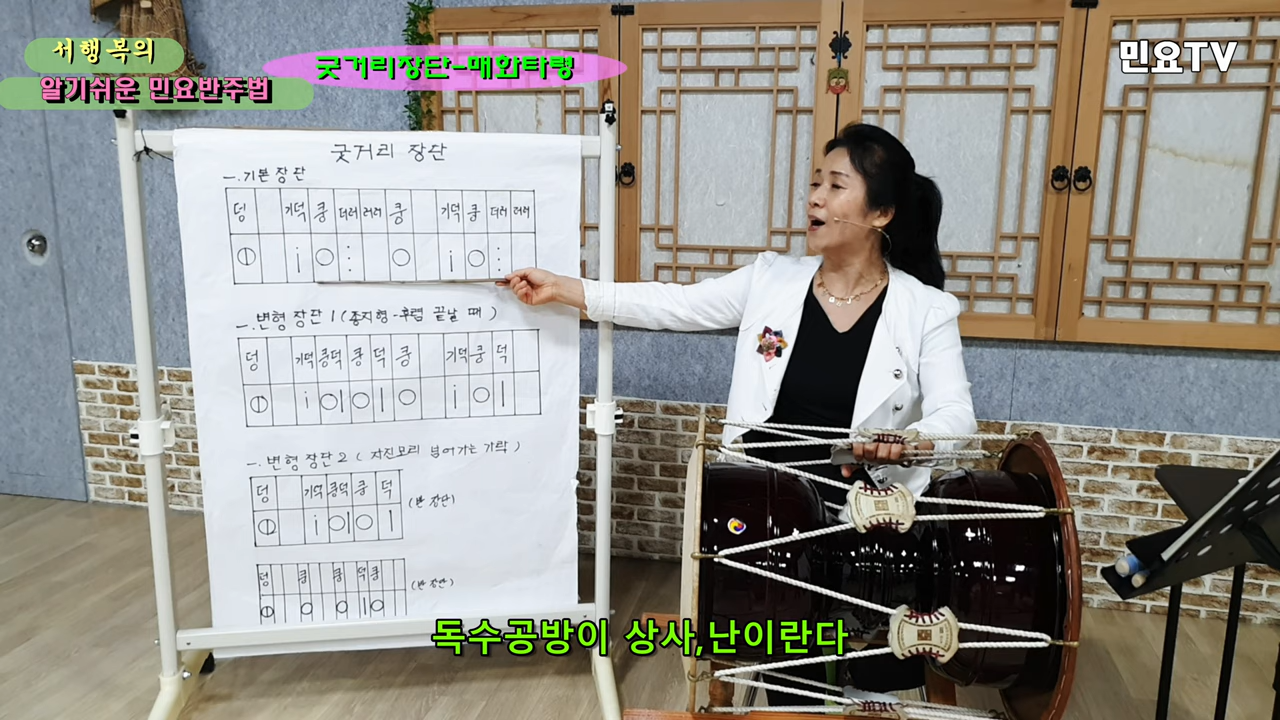 서행복의
알기쉬운 민요반주법
굿거리장단-매화타령
민요TV
굿거리 장단
一.기본장단
덩 기덕 쿵 더러 러러 쿵 기덕 쿵 더러 러러
一.변형 장단 1 (종지형-후렴 끝날 때)
덩 기덕 쿵덕 쿵 덕 쿵 기덕 쿵 덕
一.변형 장단 2 ( 자진모리 넘어가는 가락 )
덩 기덕 쿵덕 쿵 덕
(반 장단)
덩 쿵 쿵 덕쿵
(반 장단)
독수공방이 상사,난이란다